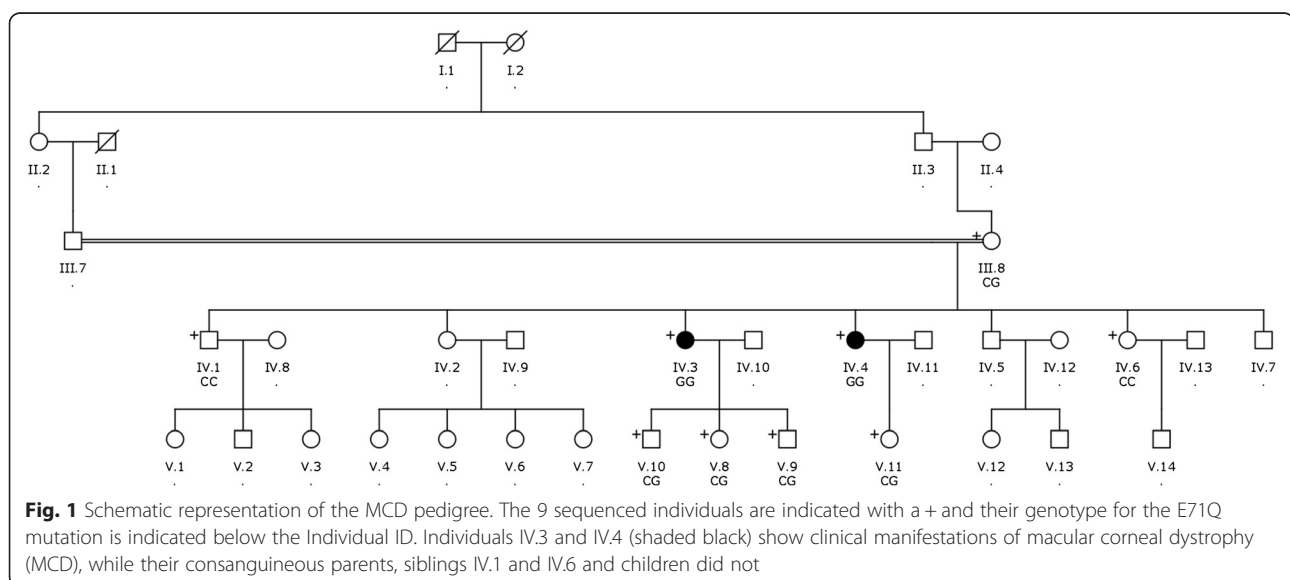 I.1 I.2
. .
II.2 II.1 II.3 II.4
. . . .
+
III.7 III.8
. CG
+ + + +
IV.1 IV.8 IV.2 IV.9 IV.3 IV.10 IV.4 IV.11 IV.5 IV.12 IV.6 IV.13 IV.7
CC . . . GG . GG . . . CC . .
+ + + +
V.1 V.2 V.3 V.4 V.5 V.6 V.7 V.10 V.8 V.9 V.11 V.12 V.13 V.14
. . . . . . . CG CG CG CG . . .
Fig. 1 Schematic representation of the MCD pedigree. The 9 sequenced individuals are indicated with a + and their genotype for the E71Q
mutation is indicated below the Individual ID. Individuals IV.3 and IV.4 (shaded black) show clinical manifestations of macular corneal dystrophy
(MCD), while their consanguineous parents, siblings IV.1 and IV.6 and children did not